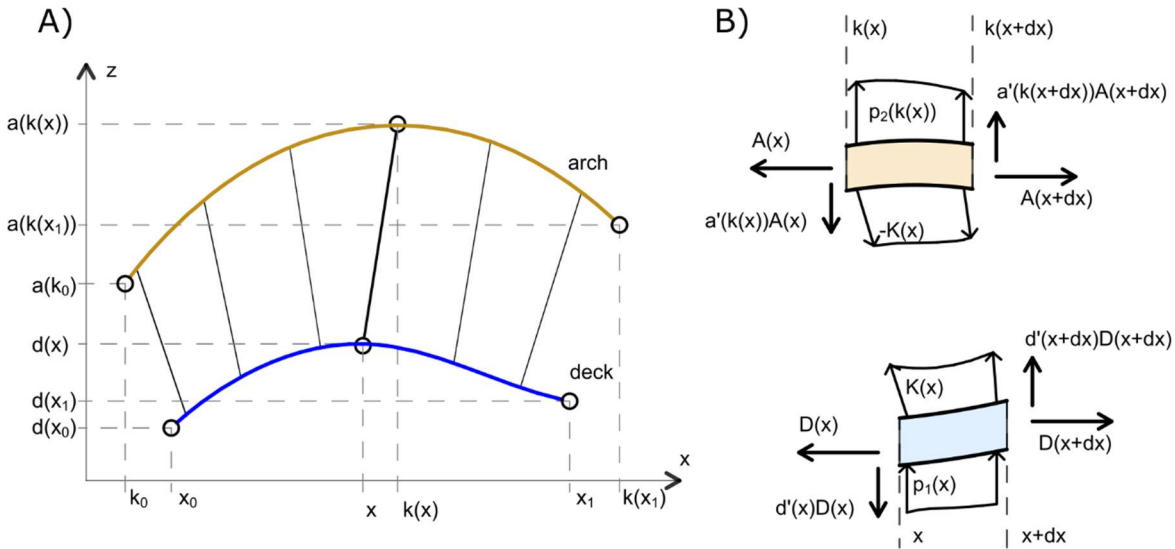 A)
z
a(k(x))
arch
a(k(x₁))
a(k₀)
d(x)
deck
d(x₁)
d(x₀)
x
k₀
x₀
x
k(x)
x₁
k(x₁)
B)
k(x)
k(x+dx)
a'(k(x+dx))A(x+dx)
p₂(k(x))
A(x)
A(x+dx)
a'(k(x))A(x)
-K(x)
d'(x+dx)D(x+dx)
K(x)
D(x)
D(x+dx)
p₁(x)
d'(x)D(x)
x
x+dx